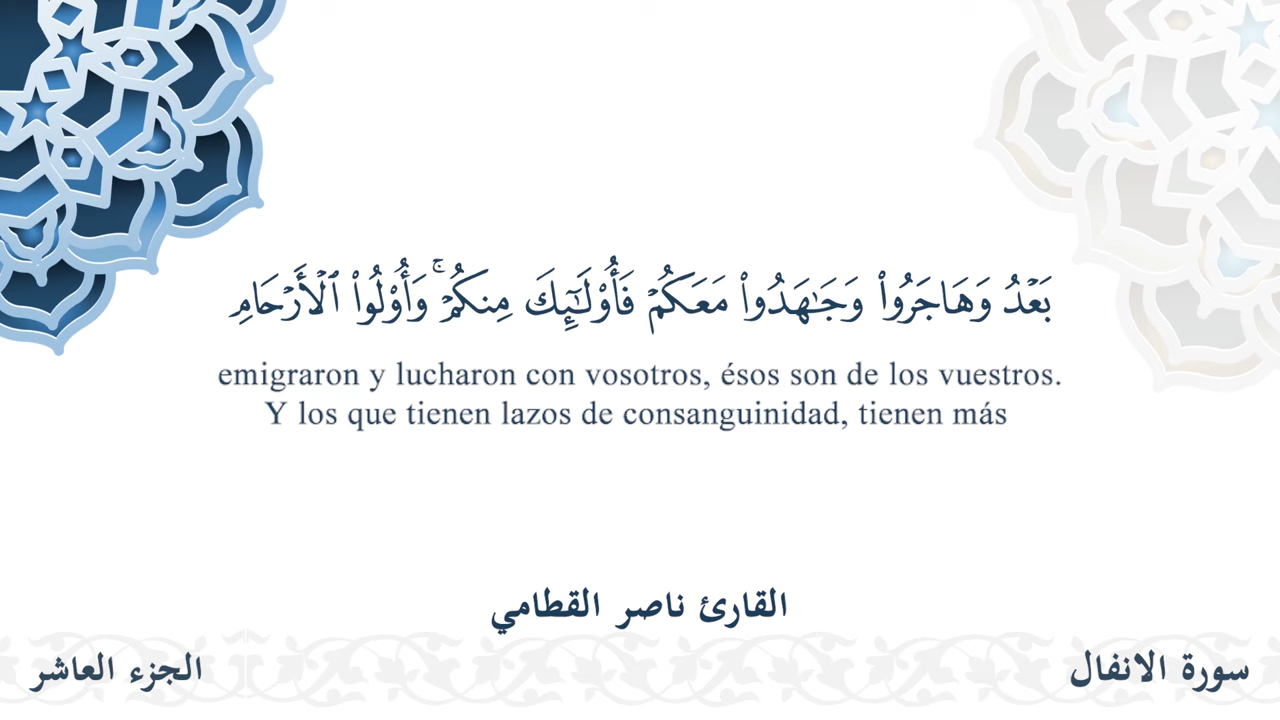 بَعْدُ وَهَاجَرُوا۟ وَجَـٰهَدُوا۟ مَعَكُمْ فَأُو۟لَـٰٓئِكَ مِنكُمْ ۚ وَأُو۟لُوا۟ ٱلْأَرْحَامِ
emigraron y lucharon con vosotros, ésos son de los vuestros.
Y los que tienen lazos de consanguinidad, tienen más
القارئ ناصر القطامي
سورة الانفال
الجزء العاشر